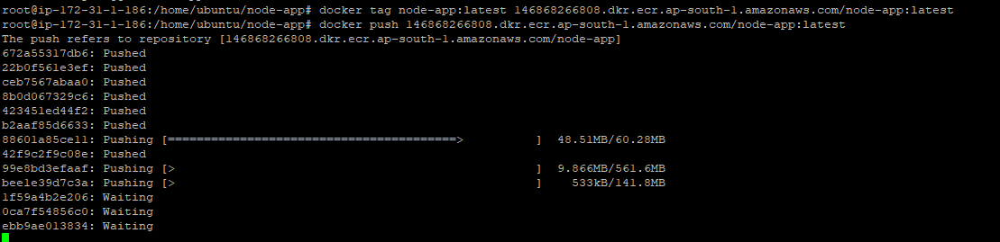 root@ip-172-31-1-186:/home/ubuntu/node-app# docker tag node-app:latest 146868266808.dkr.ecr.ap-south-1.amazonaws.com/node-app:latest
root@ip-172-31-1-186:/home/ubuntu/node-app# docker push 146868266808.dkr.ecr.ap-south-1.amazonaws.com/node-app:latest
The push refers to repository [146868266808.dkr.ecr.ap-south-1.amazonaws.com/node-app]
672a55317db6: Pushed
22b0f561e3ef: Pushed
ceb7567abaa0: Pushed
8b0d067329c6: Pushed
423451ed44f2: Pushed
b2aaf85d6633: Pushed
88601a85ce11: Pushing [========================================>          ]  48.51MB/60.28MB
42f9c2f9c08e: Pushed
99e8bd3efaaf: Pushing [>                                                  ]  9.866MB/561.6MB
bee1e39d7c3a: Pushing [>                                                  ]    533kB/141.8MB
1f59a4b2e206: Waiting
0ca7f54856c0: Waiting
ebb9ae013834: Waiting